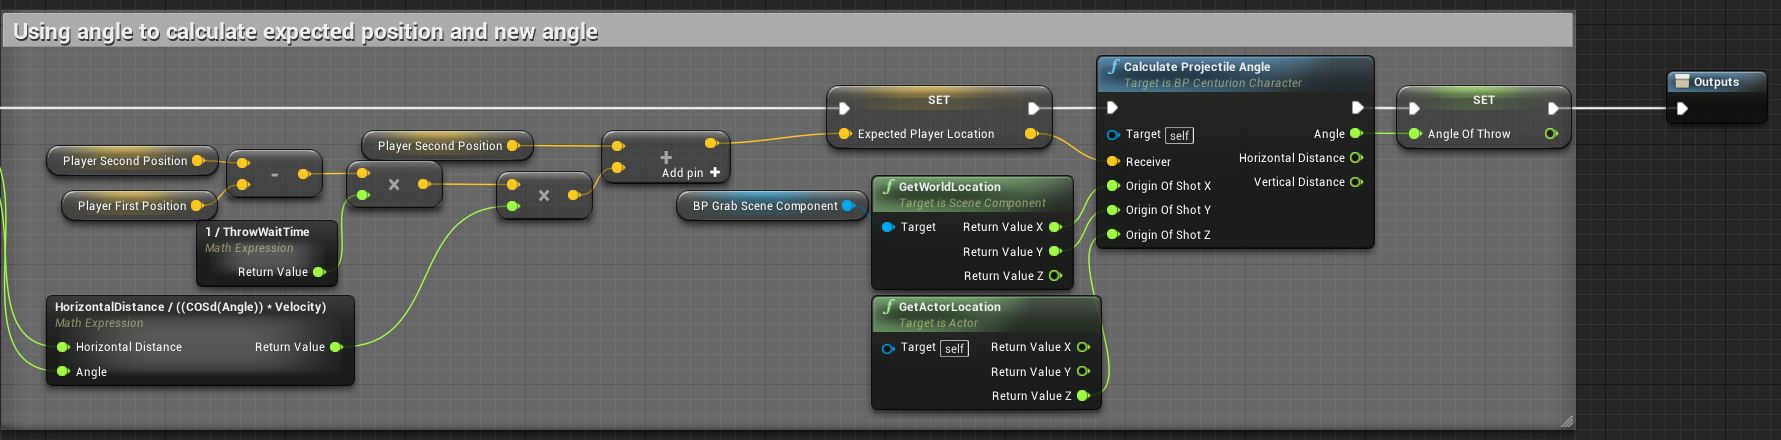 Using angle to calculate expected position and new angle
Player Second Position
Player First Position
-
1 / ThrowWaitTime
Math Expression
Return Value
×
Player Second Position
×
+
Add pin +
HorizontalDistance / ((COSd(Angle)) * Velocity)
Math Expression
Horizontal Distance
Return Value
Angle
SET
Expected Player Location
BP Grab Scene Component
f GetWorldLocation
Target is Scene Component
Target
Return Value X
Return Value Y
Return Value Z
f GetActorLocation
Target is Actor
Target self
Return Value X
Return Value Y
Return Value Z
f Calculate Projectile Angle
Target is BP Centurion Character
Target self
Angle
Receiver
Horizontal Distance
Origin Of Shot X
Vertical Distance
Origin Of Shot Y
Origin Of Shot Z
SET
Angle Of Throw
Outputs